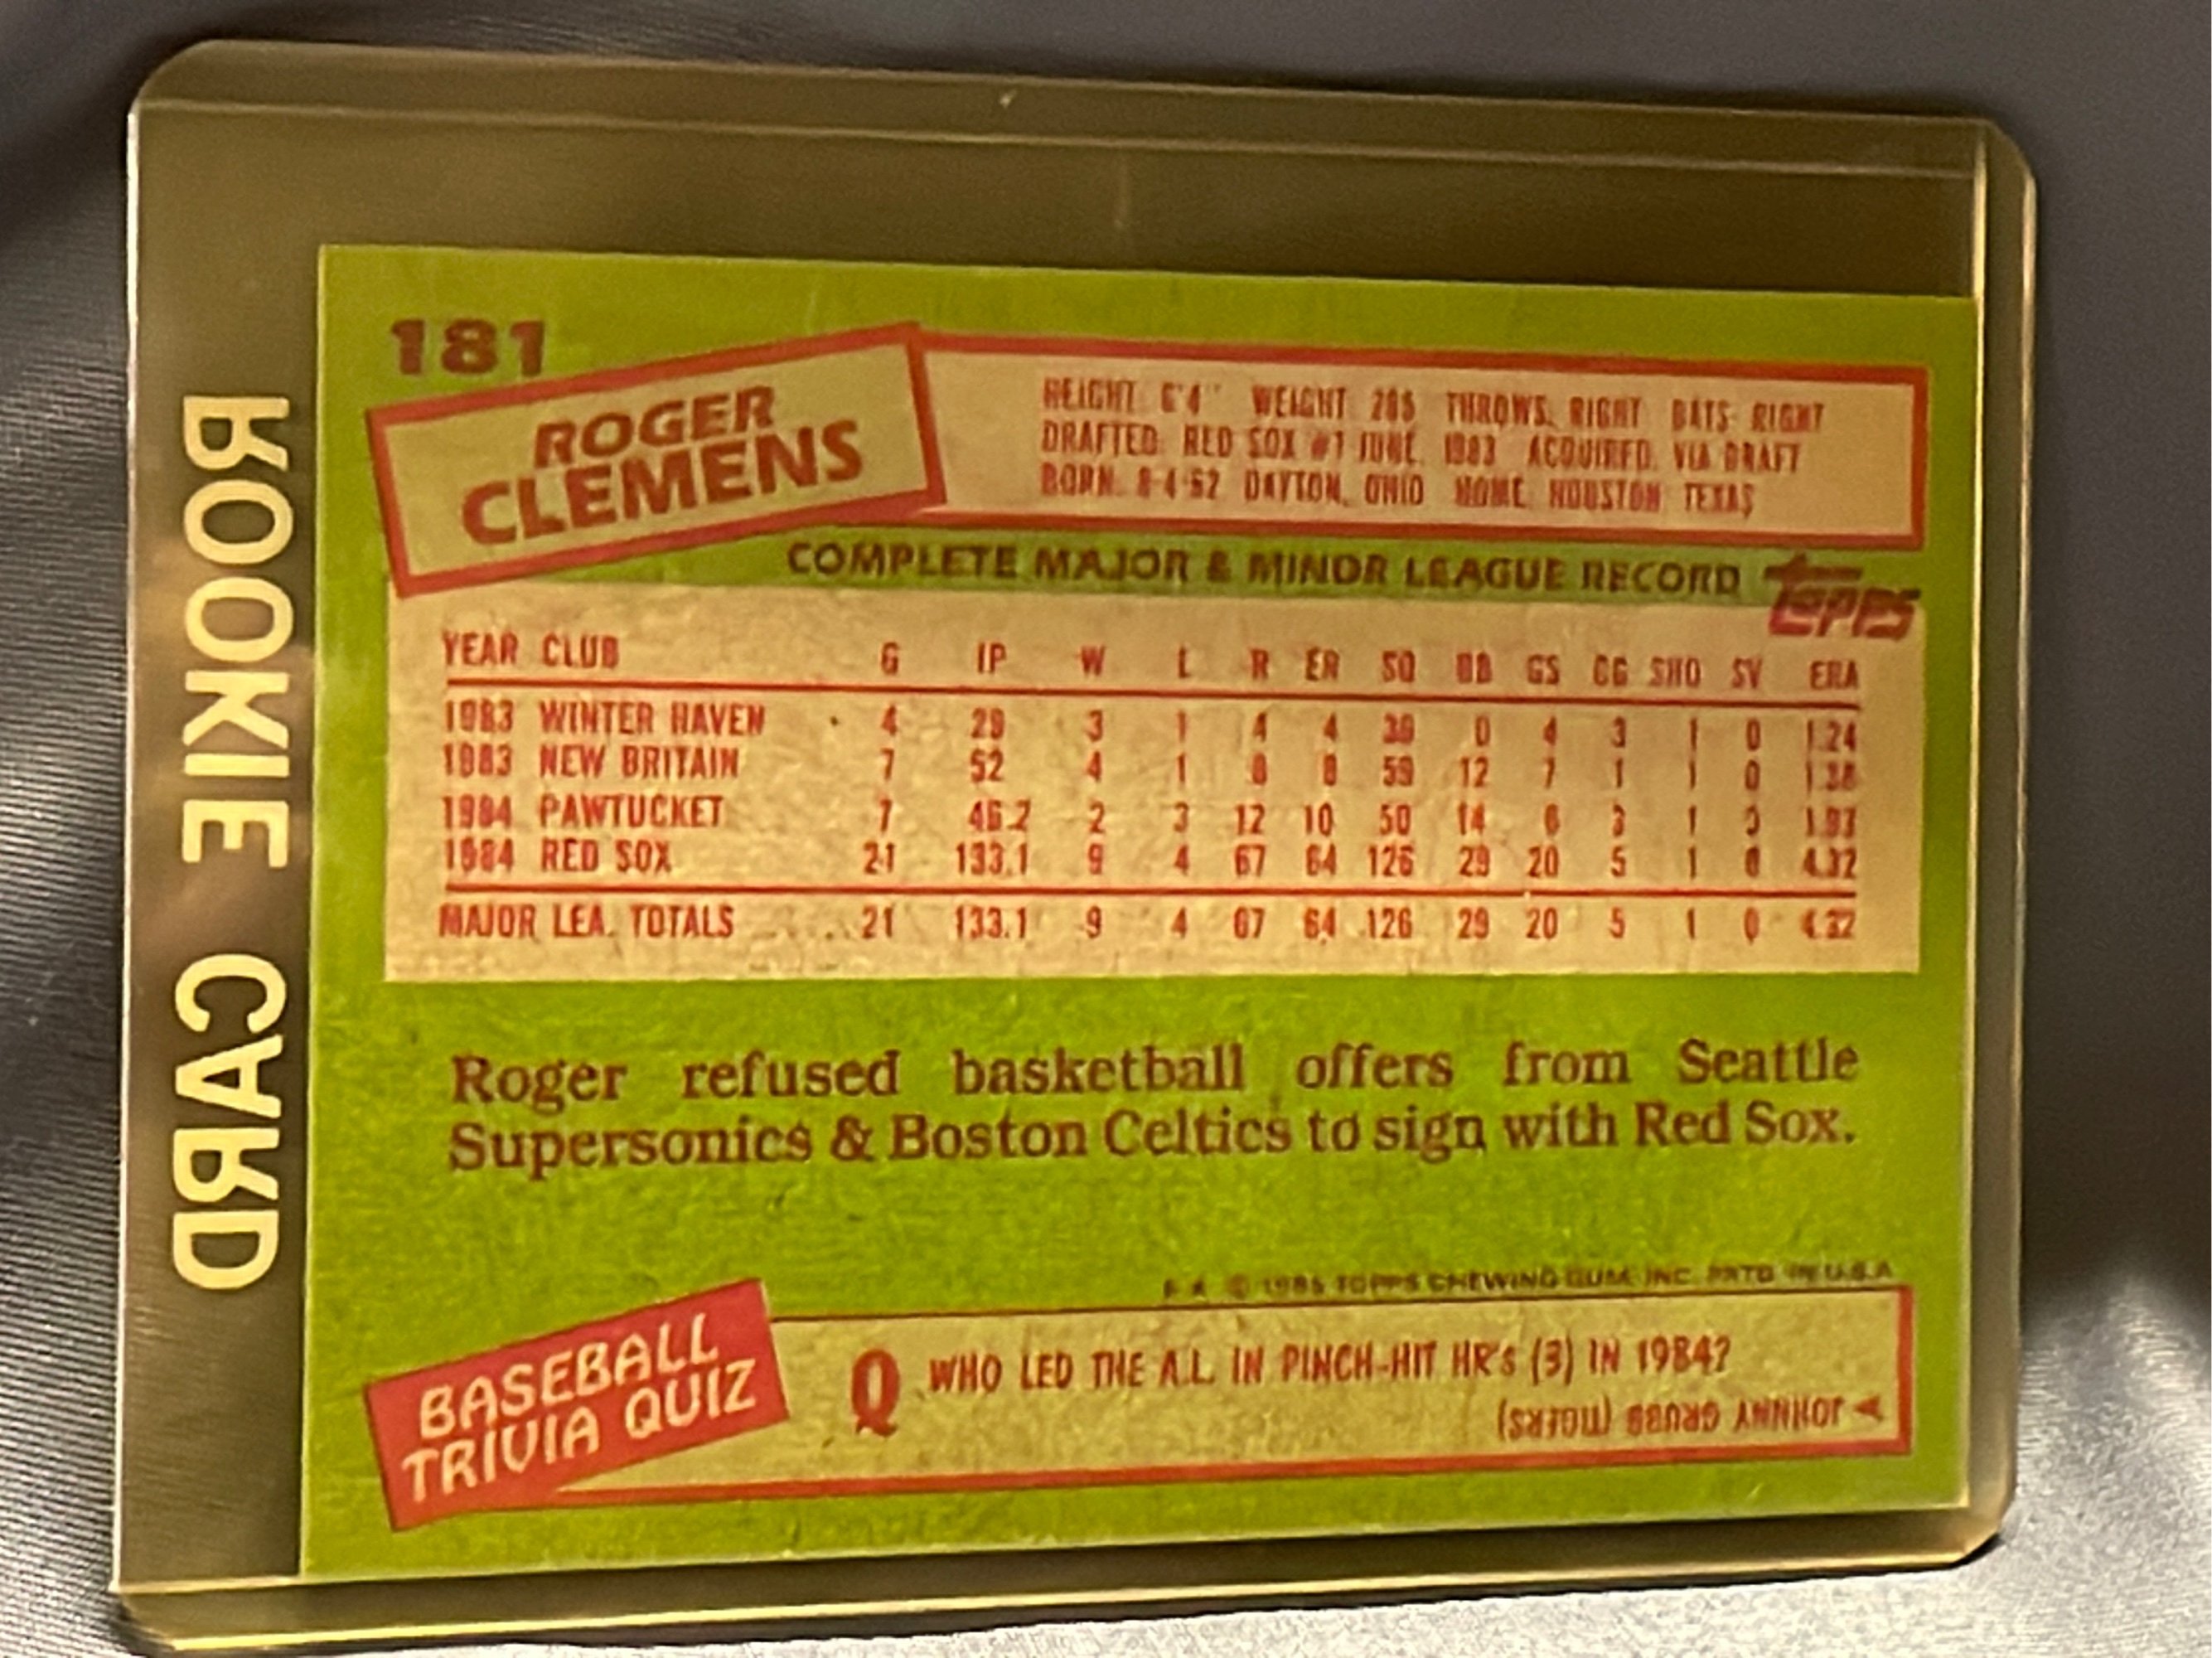 ROOKIE CARD
181
ROGER
CLEMENS
HEIGHT: 6'4" WEIGHT: 205 THROWS: RIGHT BATS: RIGHT
DRAFTED: RED SOX #1-JUNE, 1983 ACQUIRED: VIA DRAFT
BORN: 8-4-62 DAYTON, OHIO HOME: HOUSTON, TEXAS
COMPLETE MAJOR & MINOR LEAGUE RECORD
topps
YEAR CLUB G IP W L R ER SO BB GS CG SHO SV ERA
1983 WINTER HAVEN 4 29 3 1 4 4 36 0 4 3 1 0 1.24
1983 NEW BRITAIN 7 52 4 1 8 8 59 12 7 1 1 0 1.38
1984 PAWTUCKET 7 46.2 2 3 12 10 50 14 6 3 1 0 1.93
1984 RED SOX 21 133.1 9 4 67 64 126 29 20 5 1 0 4.32
MAJOR LEA. TOTALS 21 133.1 9 4 67 64 126 29 20 5 1 0 4.32
Roger refused basketball offers from Seattle
Supersonics & Boston Celtics to sign with Red Sox.
© 1985 TOPPS CHEWING GUM, INC. PRTD. IN U.S.A.
BASEBALL
TRIVIA QUIZ
Q WHO LED THE A.L. IN PINCH-HIT HR's (3) IN 1984?
JOHNNY GRUBB (TIGERS)